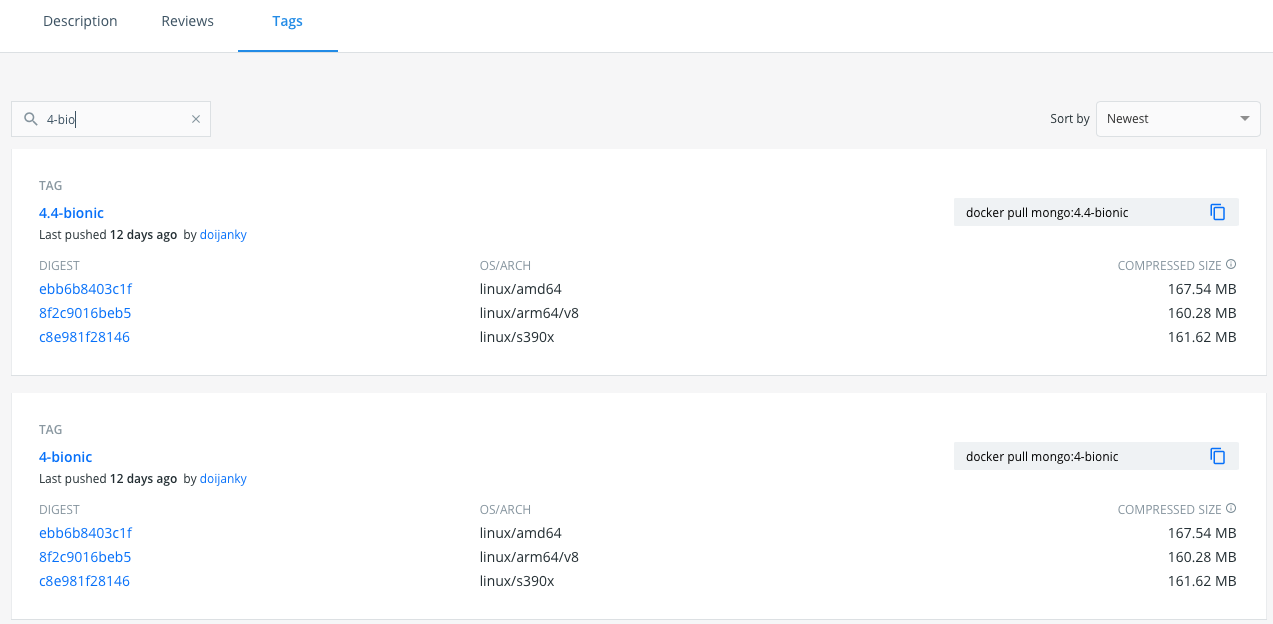 Description Reviews Tags
4-bio Sort by Newest
TAG
4.4-bionic docker pull mongo:4.4-bionic
Last pushed 12 days ago by doijanky
DIGEST OS/ARCH COMPRESSED SIZE
ebb6b8403c1f linux/amd64 167.54 MB
8f2c9016beb5 linux/arm64/v8 160.28 MB
c8e981f28146 linux/s390x 161.62 MB
TAG
4-bionic docker pull mongo:4-bionic
Last pushed 12 days ago by doijanky
DIGEST OS/ARCH COMPRESSED SIZE
ebb6b8403c1f linux/amd64 167.54 MB
8f2c9016beb5 linux/arm64/v8 160.28 MB
c8e981f28146 linux/s390x 161.62 MB